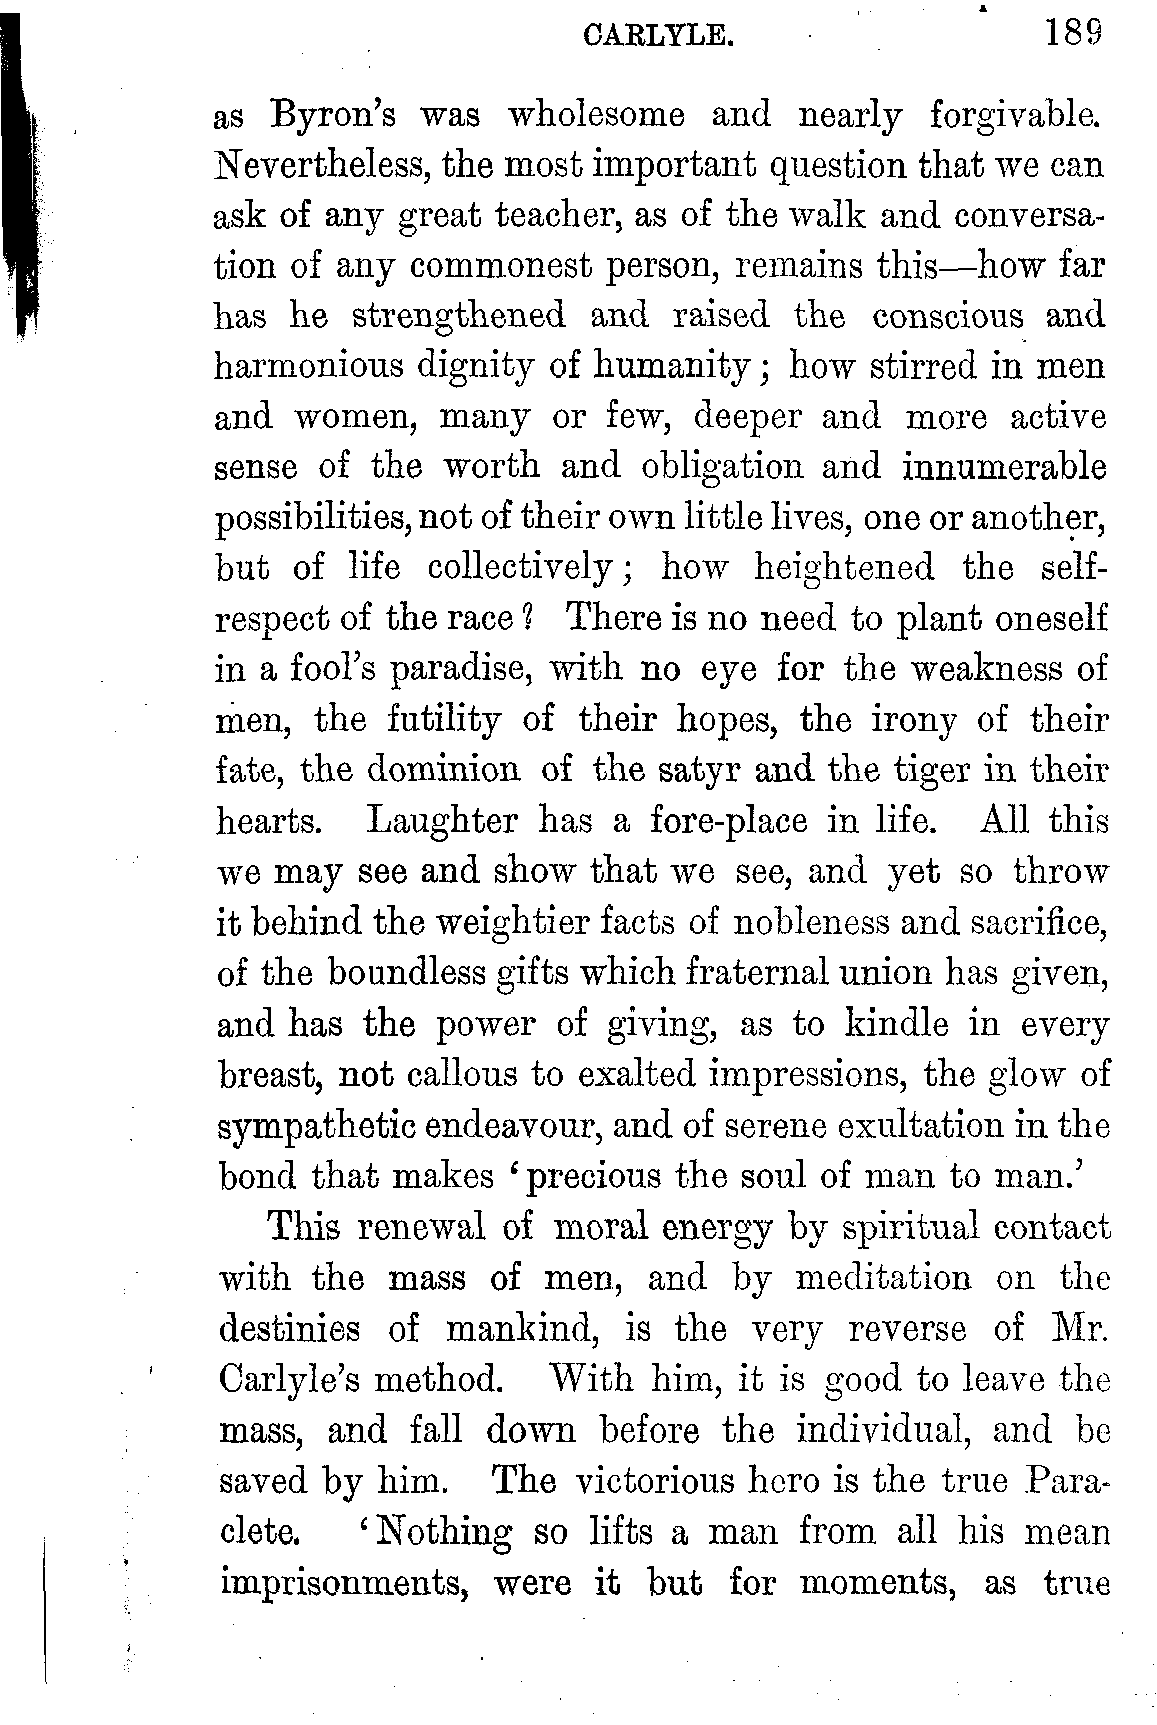 CARLYLE. 189
as Byron's was wholesome and nearly forgivable.
Nevertheless, the most important question that we can
ask of any great teacher, as of the walk and conversa-
tion of any commonest person, remains this—how far
has he strengthened and raised the conscious and
harmonious dignity of humanity; how stirred in men
and women, many or few, deeper and more active
sense of the worth and obligation and innumerable
possibilities, not of their own little lives, one or another,
but of life collectively; how heightened the self-
respect of the race? There is no need to plant oneself
in a fool's paradise, with no eye for the weakness of
men, the futility of their hopes, the irony of their
fate, the dominion of the satyr and the tiger in their
hearts. Laughter has a fore-place in life. All this
we may see and show that we see, and yet so throw
it behind the weightier facts of nobleness and sacrifice,
of the boundless gifts which fraternal union has given,
and has the power of giving, as to kindle in every
breast, not callous to exalted impressions, the glow of
sympathetic endeavour, and of serene exultation in the
bond that makes 'precious the soul of man to man.'
This renewal of moral energy by spiritual contact
with the mass of men, and by meditation on the
destinies of mankind, is the very reverse of Mr.
Carlyle's method. With him, it is good to leave the
mass, and fall down before the individual, and be
saved by him. The victorious hero is the true Para-
clete. 'Nothing so lifts a man from all his mean
imprisonments, were it but for moments, as true